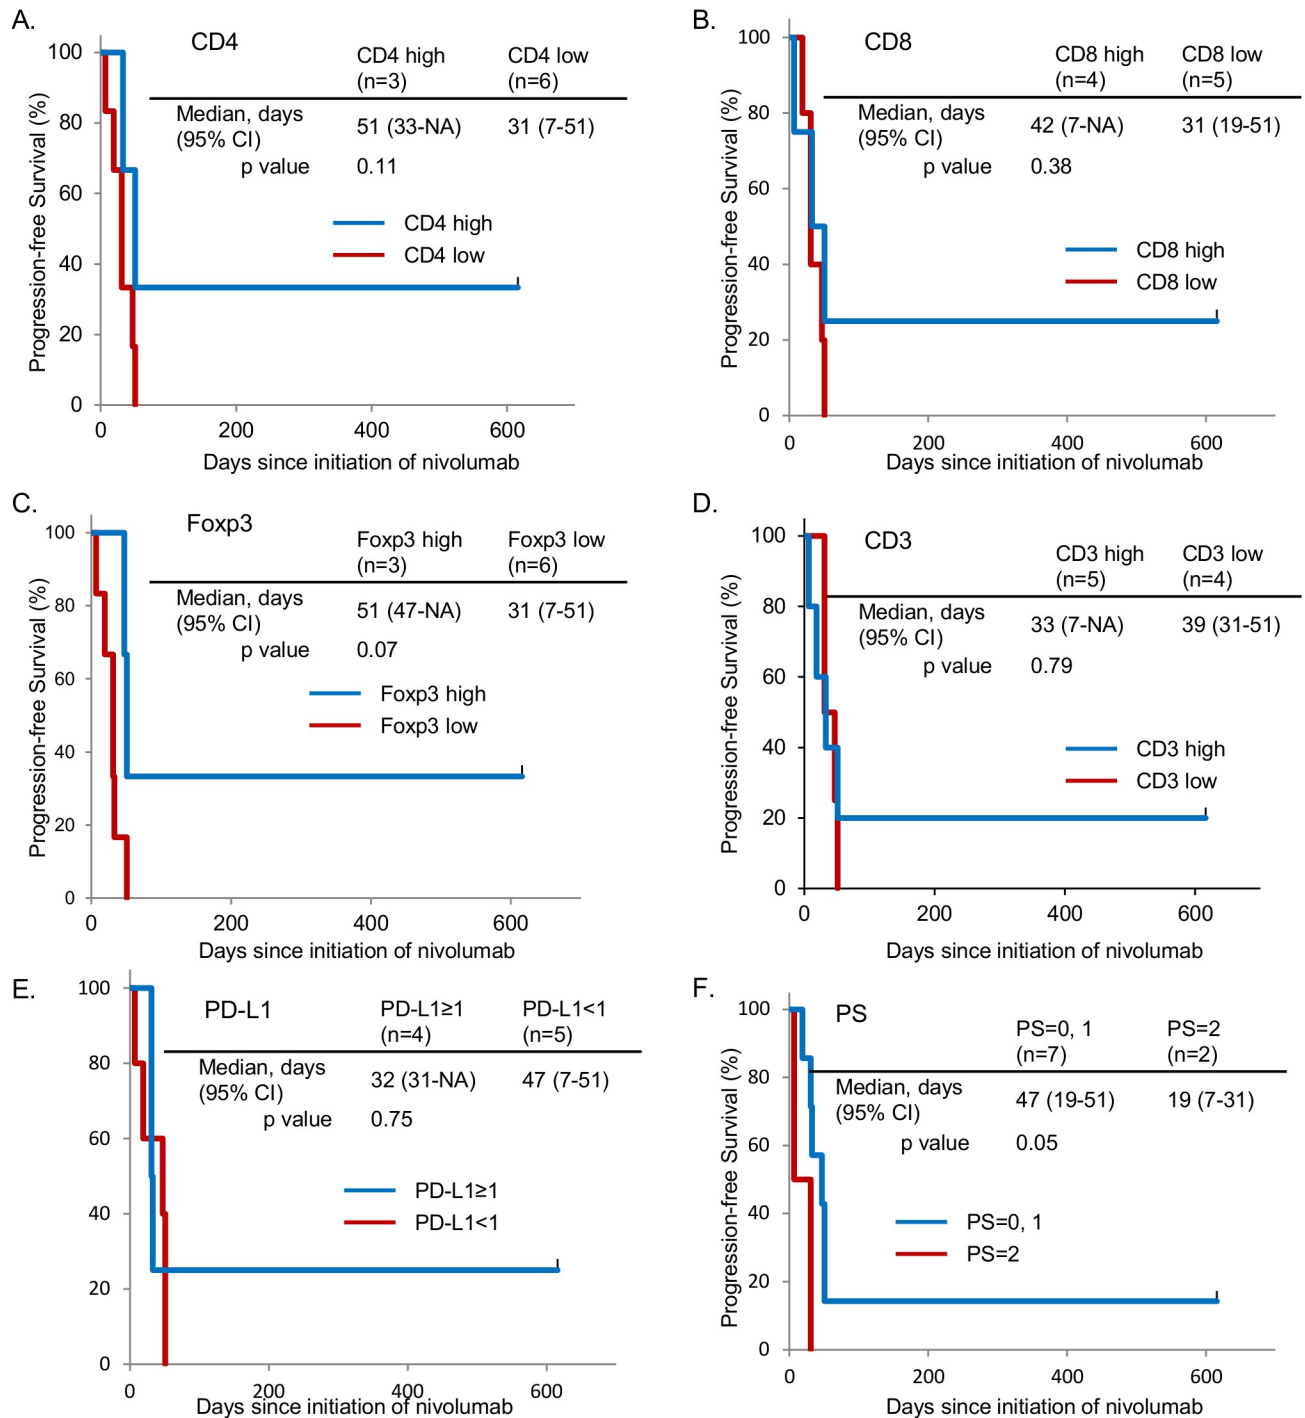 A.
CD4
CD4 high
(n=3)
CD4 low
(n=6)
Median, days
(95% CI)
51 (33-NA)
31 (7-51)
p value
0.11
CD4 high
CD4 low
Progression-free Survival (%)
100
80
60
40
20
0
0
200
400
600
Days since initiation of nivolumab
B.
CD8
CD8 high
(n=4)
CD8 low
(n=5)
Median, days
(95% CI)
42 (7-NA)
31 (19-51)
p value
0.38
CD8 high
CD8 low
Progression-free Survival (%)
100
80
60
40
20
0
0
200
400
600
Days since initiation of nivolumab
C.
Foxp3
Foxp3 high
(n=3)
Foxp3 low
(n=6)
Median, days
(95% CI)
51 (47-NA)
31 (7-51)
p value
0.07
Foxp3 high
Foxp3 low
Progression-free Survival (%)
100
80
60
40
20
0
0
200
400
600
Days since initiation of nivolumab
D.
CD3
CD3 high
(n=5)
CD3 low
(n=4)
Median, days
(95% CI)
33 (7-NA)
39 (31-51)
p value
0.79
CD3 high
CD3 low
Progression-free Survival (%)
100
80
60
40
20
0
0
200
400
600
Days since initiation of nivolumab
E.
PD-L1
PD-L1≥1
(n=4)
PD-L1<1
(n=5)
Median, days
(95% CI)
32 (31-NA)
47 (7-51)
p value
0.75
PD-L1≥1
PD-L1<1
100
80
60
40
20
0
0
200
400
600
Days since initiation of nivolumab
F.
PS
PS=0, 1
(n=7)
PS=2
(n=2)
Median, days
(95% CI)
47 (19-51)
19 (7-31)
p value
0.05
PS=0, 1
PS=2
Progression-free Survival (%)
100
80
60
40
20
0
0
200
400
600
Days since initiation of nivolumab